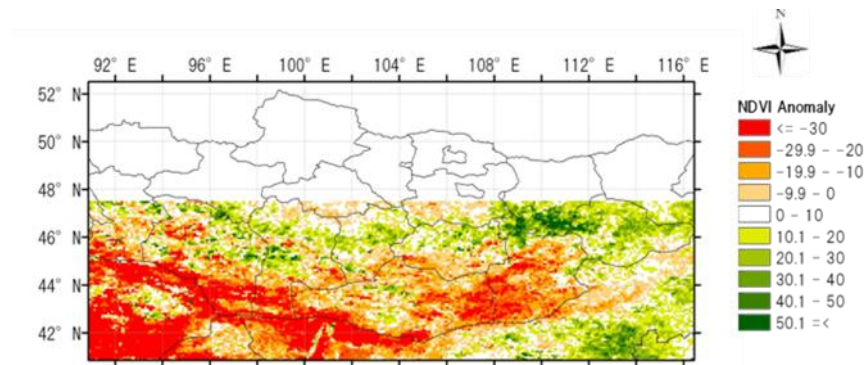 N
92° E 96° E 100° E 104° E 108° E 112° E 116° E
52° N
50° N
48° N
46° N
44° N
42° N
NDVI Anomaly
<= -30
-29.9 - -20
-19.9 - -10
-9.9 - 0
0 - 10
10.1 - 20
20.1 - 30
30.1 - 40
40.1 - 50
50.1 =<